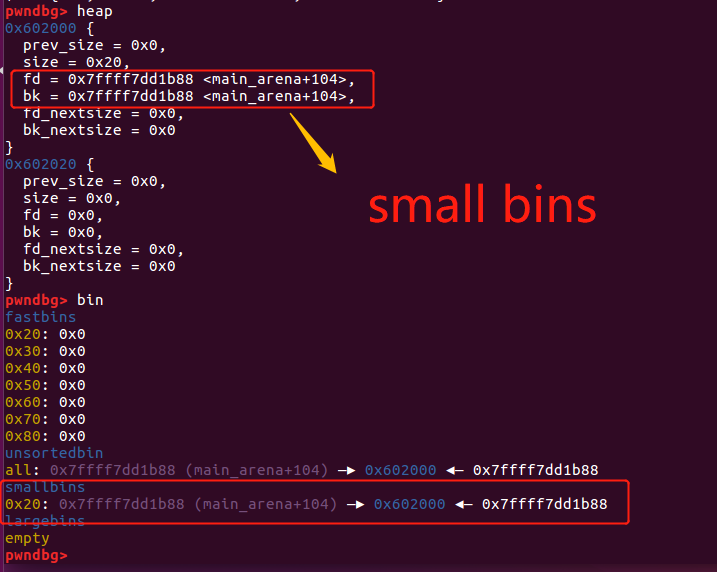 pwndbg> heap
0x602000 {
  prev_size = 0x0,
  size = 0x20,
  fd = 0x7ffff7dd1b88 <main_arena+104>,
  bk = 0x7ffff7dd1b88 <main_arena+104>,
  fd_nextsize = 0x0,
  bk_nextsize = 0x0
}
small bins
0x602020 {
  prev_size = 0x0,
  size = 0x0,
  fd = 0x0,
  bk = 0x0,
  fd_nextsize = 0x0,
  bk_nextsize = 0x0
}
pwndbg> bin
fastbins
0x20: 0x0
0x30: 0x0
0x40: 0x0
0x50: 0x0
0x60: 0x0
0x70: 0x0
0x80: 0x0
unsortedbin
all: 0x7ffff7dd1b88 (main_arena+104) —▸ 0x602000 ◂— 0x7ffff7dd1b88
smallbins
0x20: 0x7ffff7dd1b88 (main_arena+104) —▸ 0x602000 ◂— 0x7ffff7dd1b88
largebins
empty
pwndbg>